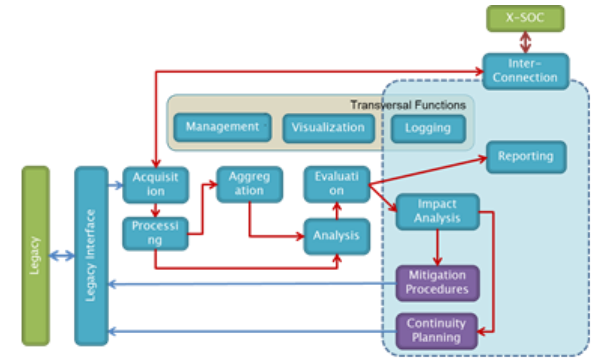 X-SOC
Inter-
Connection
Transversal Functions
Management
Visualization
Logging
Reporting
Acquisit
ion
Aggreg
ation
Evaluati
on
Impact
Analysis
Processi
ng
Analysis
Mitigation
Procedures
Continuity
Planning
Legacy
Legacy Interface